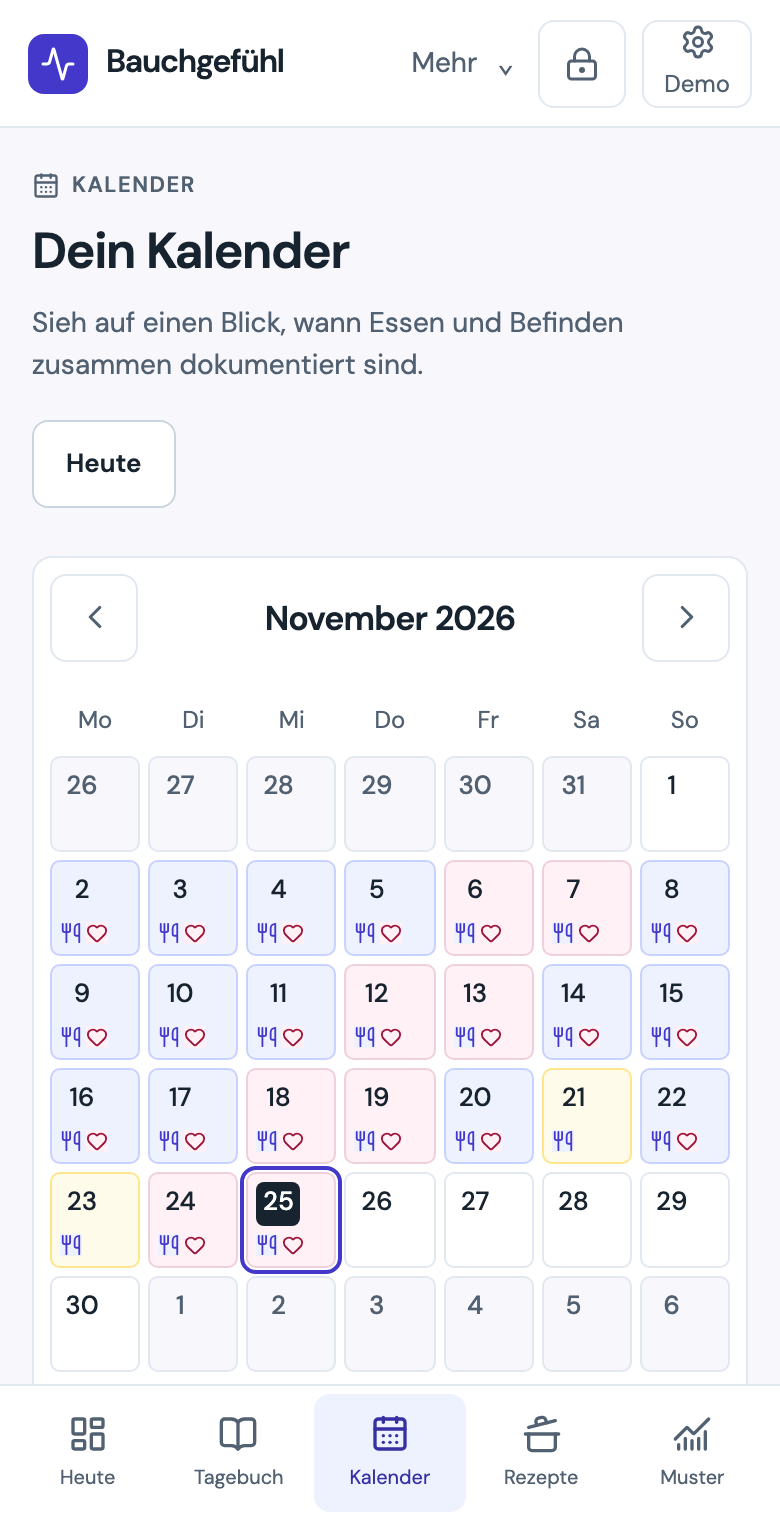 Bauchgefühl
Mehr
Demo
KALENDER
Dein Kalender
Sieh auf einen Blick, wann Essen und Befinden
zusammen dokumentiert sind.
Heute
November 2026
Mo Di Mi Do Fr Sa So
26 27 28 29 30 31 1
2 3 4 5 6 7 8
9 10 11 12 13 14 15
16 17 18 19 20 21 22
23 24 25 26 27 28 29
30 1 2 3 4 5 6
Heute Tagebuch Kalender Rezepte Muster